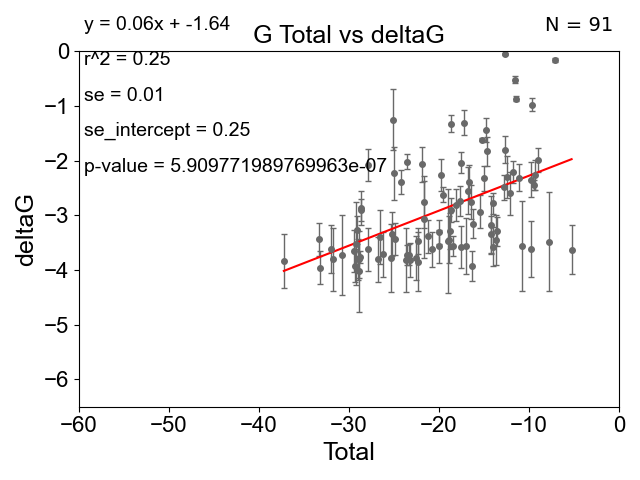 y = 0.06x + -1.64
N = 91
G Total vs deltaG
r^2 = 0.25
se = 0.01
se_intercept = 0.25
p-value = 5.909771989769963e-07
deltaG
0
−1
−2
−3
−4
−5
−6
−60
−50
−40
−30
−20
−10
0
Total